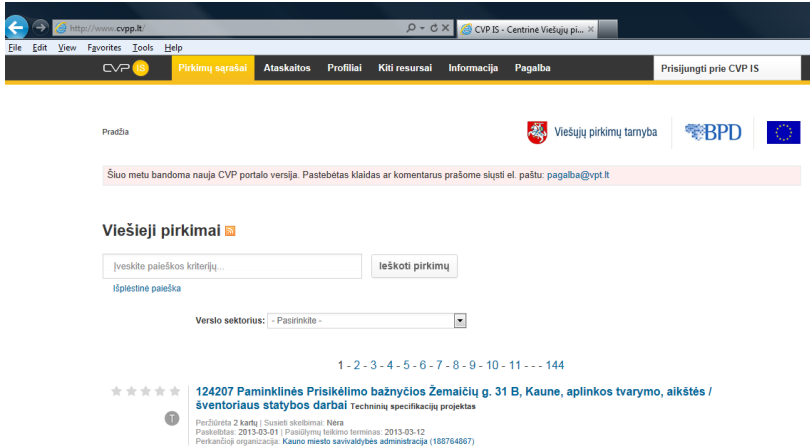 http://www.cvpp.lt/
CVP IS - Centrinė Viešųjų pi...
File Edit View Favorites Tools Help
CVP IS Pirkimų sąrašai Ataskaitos Profiliai Kiti resursai Informacija Pagalba Prisijungti prie CVP IS
Pradžia
Viešųjų pirkimų tarnyba BPD
Šiuo metu bandoma nauja CVP portalo versija. Pastebėtas klaidas ar komentarus prašome siųsti el. paštu: pagalba@vpt.lt
Viešieji pirkimai
Įveskite paieškos kriterijų... Ieškoti pirkimų
Išplėstinė paieška
Verslo sektorius: - Pasirinkite -
1 - 2 - 3 - 4 - 5 - 6 - 7 - 8 - 9 - 10 - 11 - - - 144
124207 Paminklinės Prisikėlimo bažnyčios Žemaičių g. 31 B, Kaune, aplinkos tvarymo, aikštės /
šventoriaus statybos darbai Techninių specifikacijų projektas
T
Peržiūrėta 2 kartų | Susieti skelbimai: Nėra
Paskelbtas: 2013-03-01 | Pasiūlymų teikimo terminas: 2013-03-12
Perkančioji organizacija: Kauno miesto savivaldybės administracija (188764867)